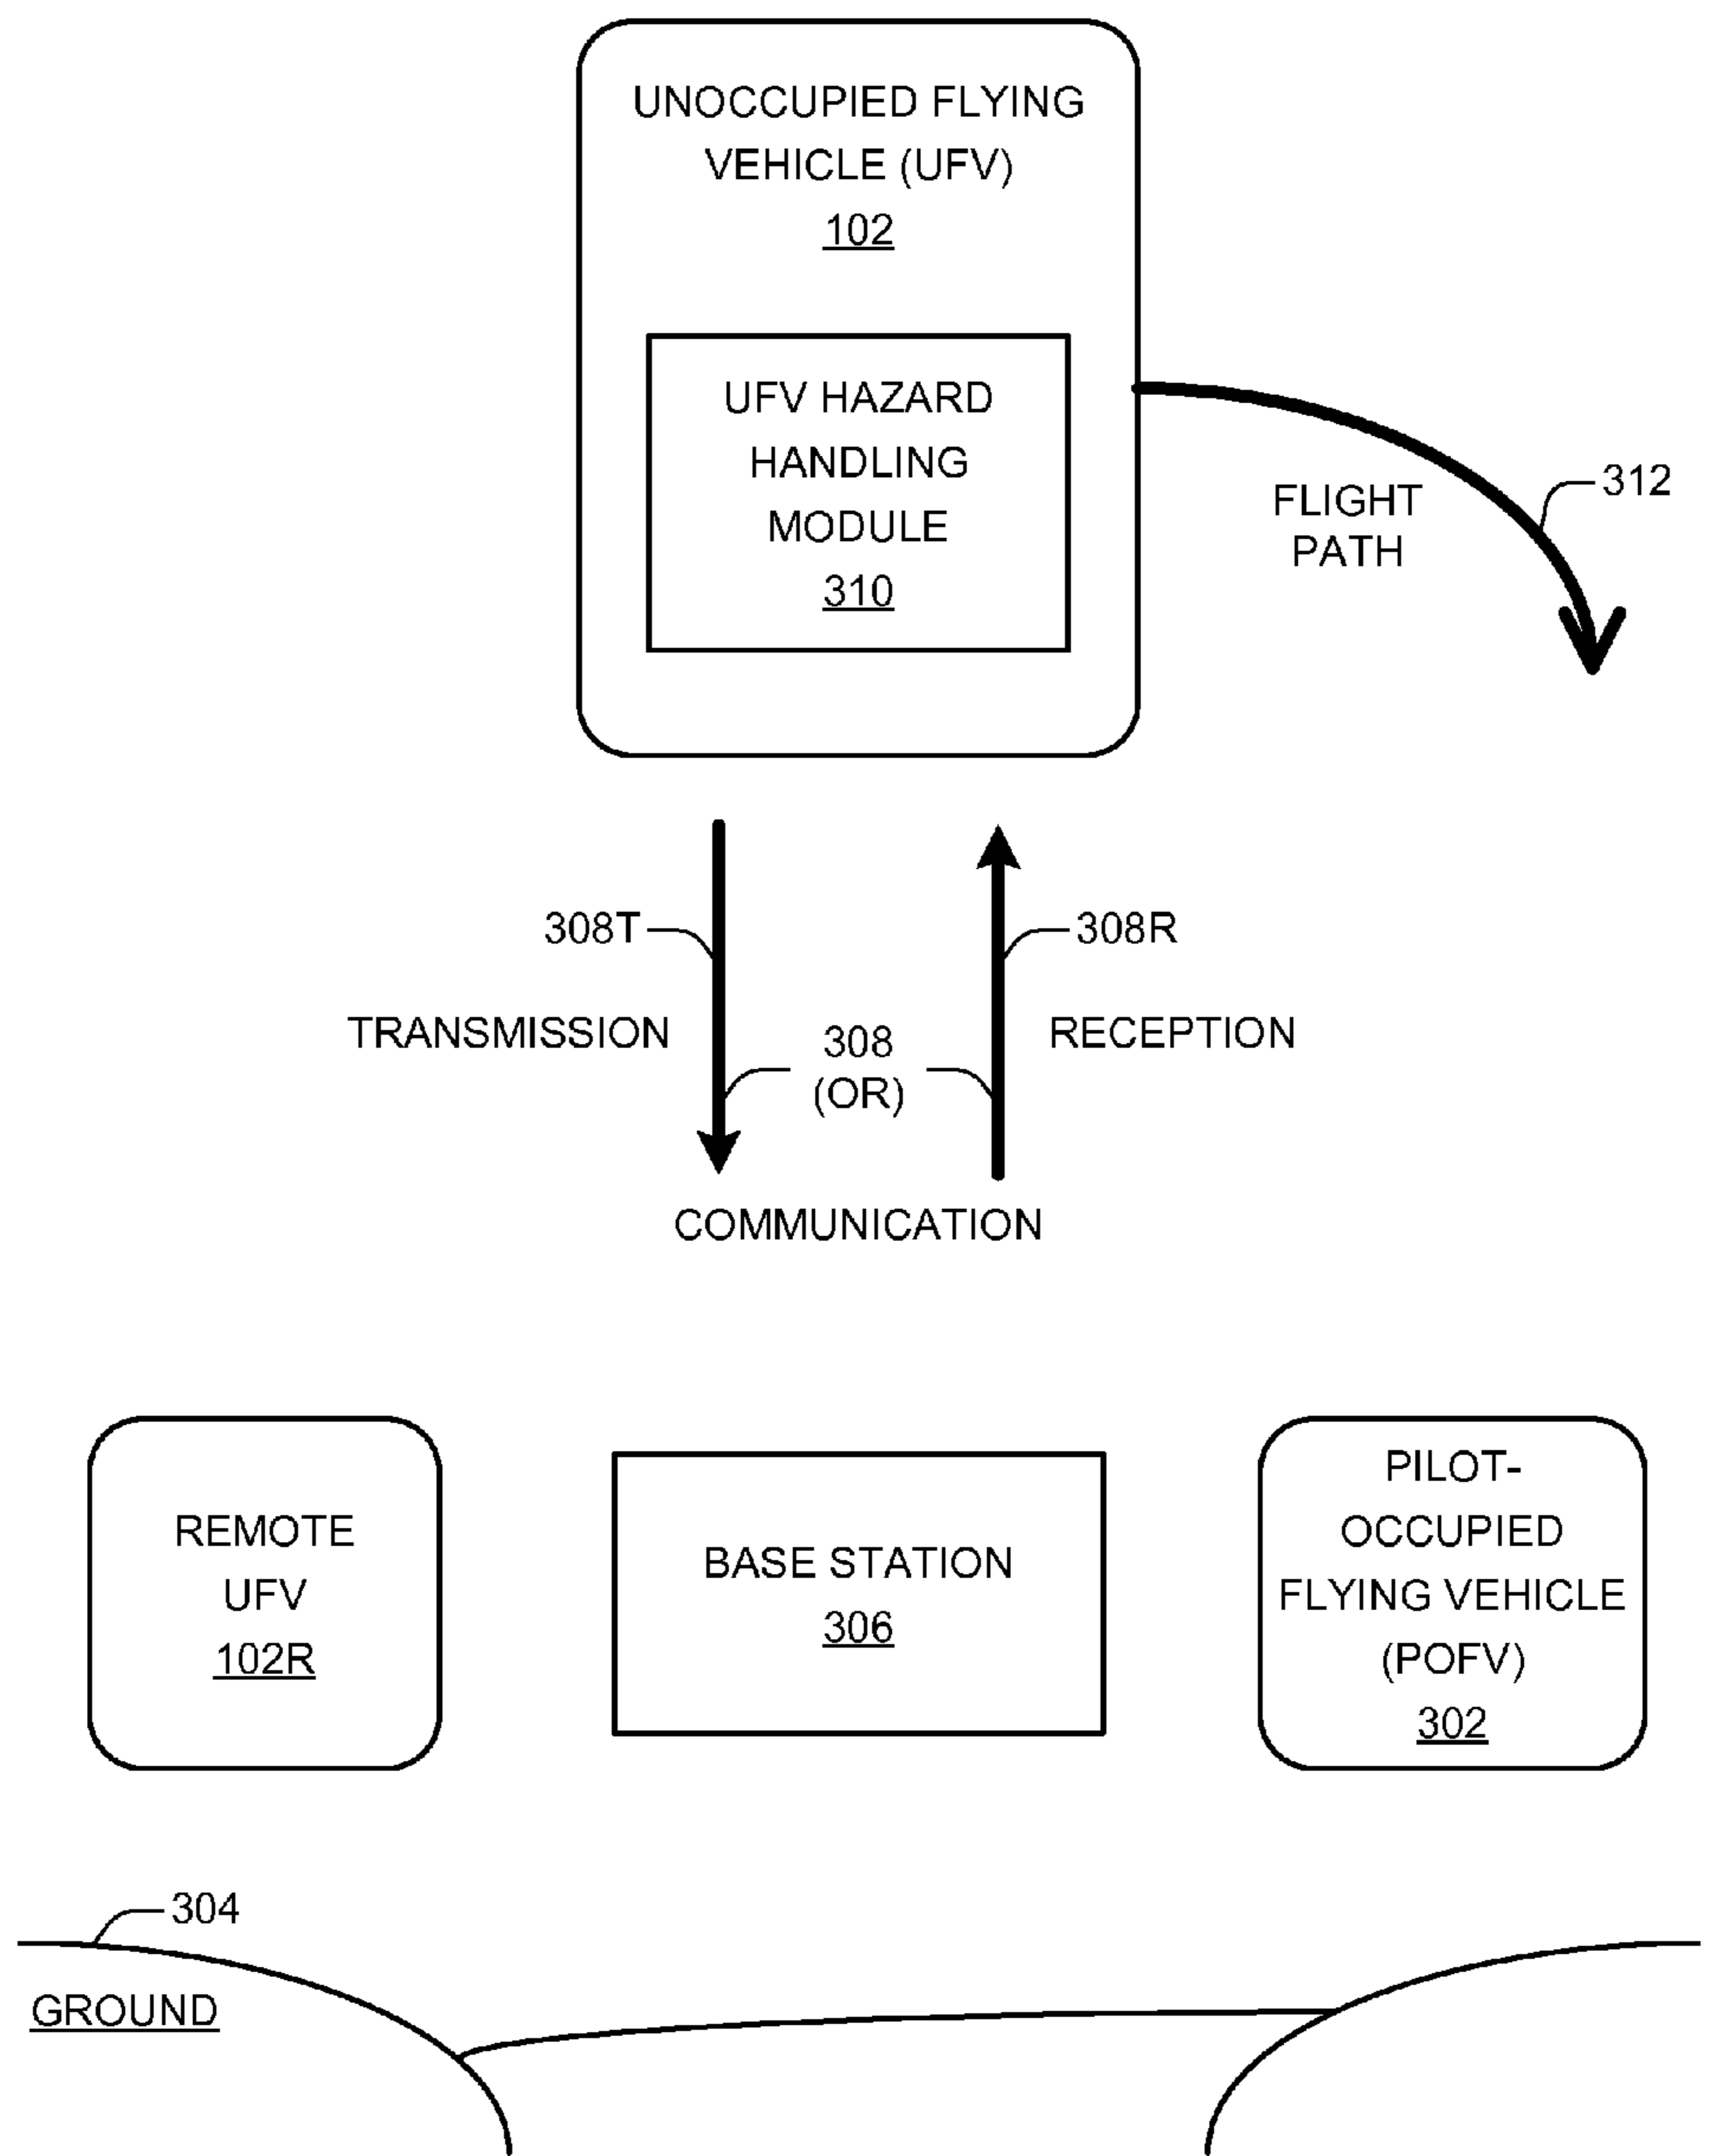 UNOCCUPIED FLYING
VEHICLE (UFV)
102
UFV HAZARD
HANDLING
MODULE
310
312
FLIGHT
PATH
308T
308R
TRANSMISSION
308
(OR)
RECEPTION
COMMUNICATION
REMOTE
UFV
102R
BASE STATION
306
PILOT-
OCCUPIED
FLYING VEHICLE
(POFV)
302
304
GROUND